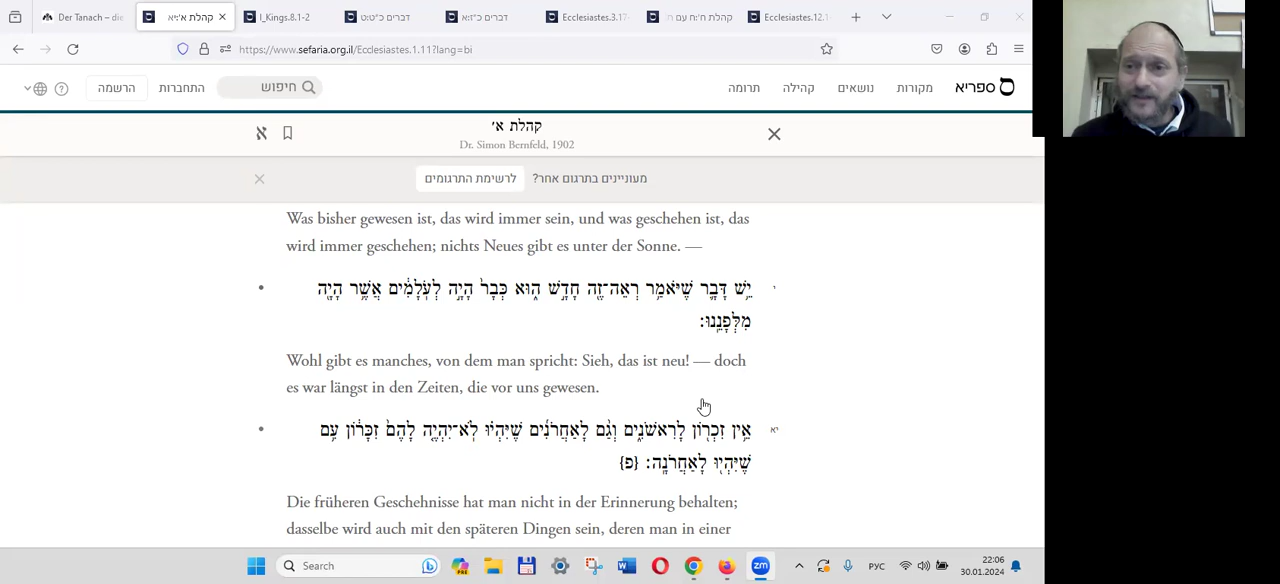 Der Tanach – die
קהלת א׳:יא
I_Kings.8.1-2
דברים כ״ט:ט
דברים כ״ז:א
Ecclesiastes.3.17-
קהלת ח׳:ח עם ר
Ecclesiastes.12.1
https://www.sefaria.org.il/Ecclesiastes.1.11?lang=bi
ספריא
מקורות
נושאים
קהילה
תרומה
חיפוש
התחברות
הרשמה
קהלת א׳
Dr. Simon Bernfeld, 1902
א
מעוניינים בתרגום אחר?
לרשימת התרגומים
Was bisher gewesen ist, das wird immer sein, und was geschehen ist, das
wird immer geschehen; nichts Neues gibt es unter der Sonne. —
י
יֵ֥שׁ דָּבָ֛ר שֶׁיֹּאמַ֥ר רְאֵה־זֶ֖ה חָדָ֣שׁ ה֑וּא כְּבָר֙ הָיָ֣ה לְעֹֽלָמִ֔ים אֲשֶׁ֥ר הָיָ֖ה
מִלְּפָנֵֽנוּ׃
Wohl gibt es manches, von dem man spricht: Sieh, das ist neu! — doch
es war längst in den Zeiten, die vor uns gewesen.
יא
אֵ֥ין זִכְר֖וֹן לָרִאשֹׁנִ֑ים וְגַ֨ם לָאַחֲרֹנִ֜ים שֶׁיִּהְי֗וּ לֹֽא־יִהְיֶ֤ה לָהֶם֙ זִכָּר֔וֹן עִ֥ם
שֶׁיִּהְי֖וּ לָאַחֲרֹנָֽה׃ {פ}
Die früheren Geschehnisse hat man nicht in der Erinnerung behalten;
dasselbe wird auch mit den späteren Dingen sein, deren man in einer
Search
PRE
zm
РУС
22:06
30.01.2024